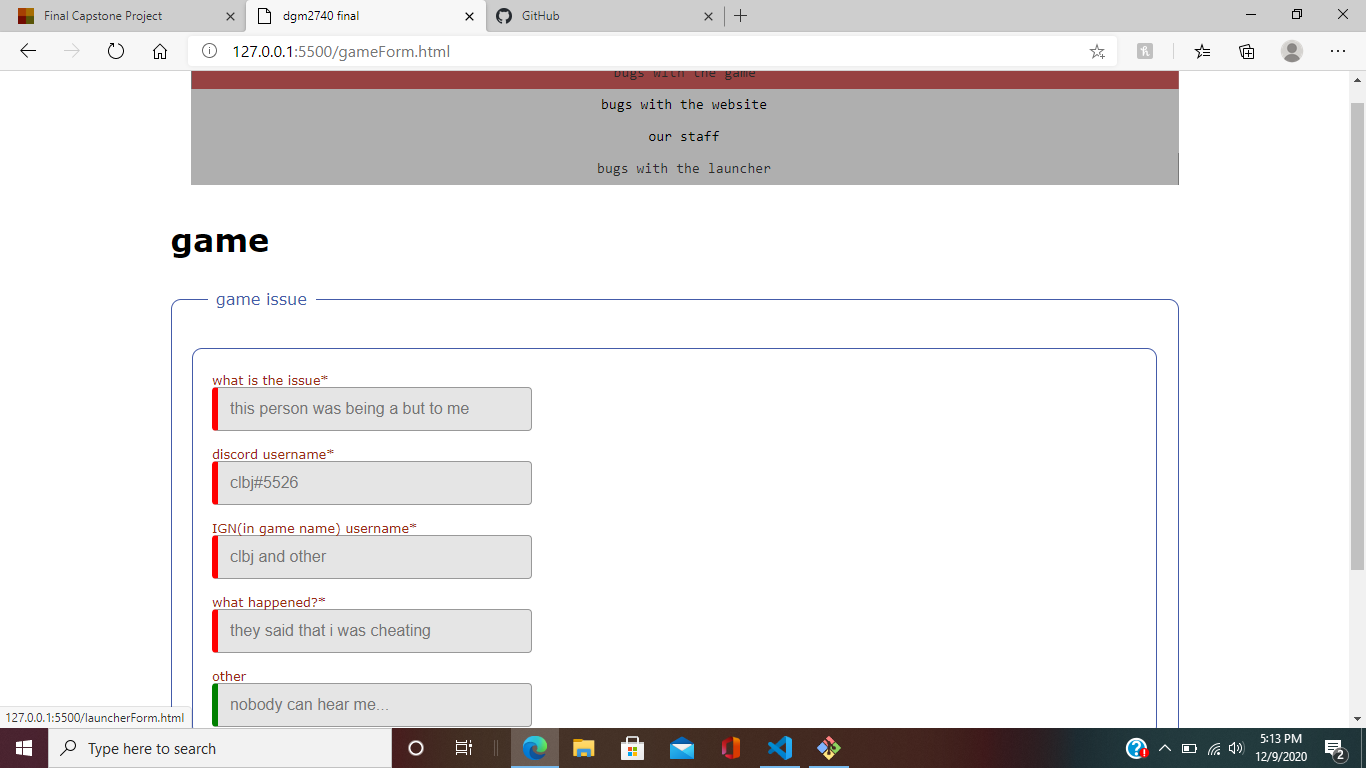 Final Capstone Project
dgm2740 final
GitHub
127.0.0.1:5500/gameForm.html
bugs with the game
bugs with the website
our staff
bugs with the launcher
game
game issue
what is the issue*
this person was being a but to me
discord username*
clbj#5526
IGN(in game name) username*
clbj and other
what happened?*
they said that i was cheating
other
nobody can hear me...
127.0.0.1:5500/launcherForm.html
Type here to search
5:13 PM
12/9/2020
2